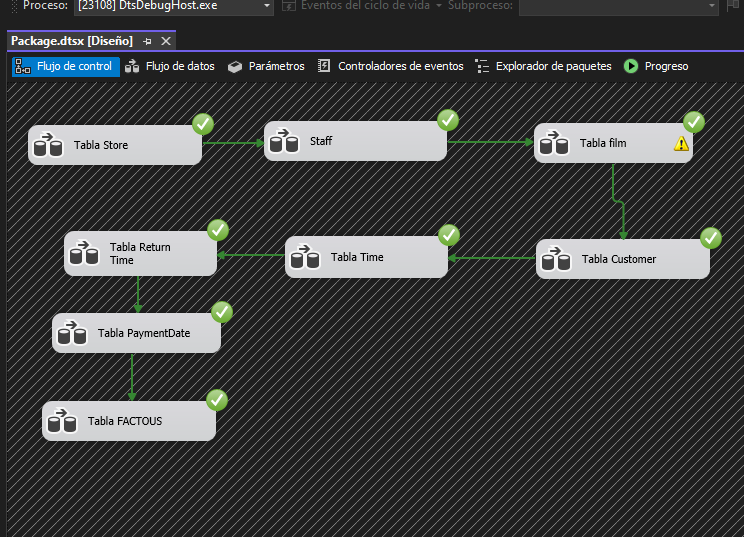 Proceso: [23108] DtsDebugHost.exe Eventos del ciclo de vida Subproceso:
Package.dtsx [Diseño]
Flujo de control Flujo de datos Parámetros Controladores de eventos Explorador de paquetes Progreso
Tabla Store
Staff
Tabla film
Tabla Return
Time
Tabla Time
Tabla Customer
Tabla PaymentDate
Tabla FACTOUS